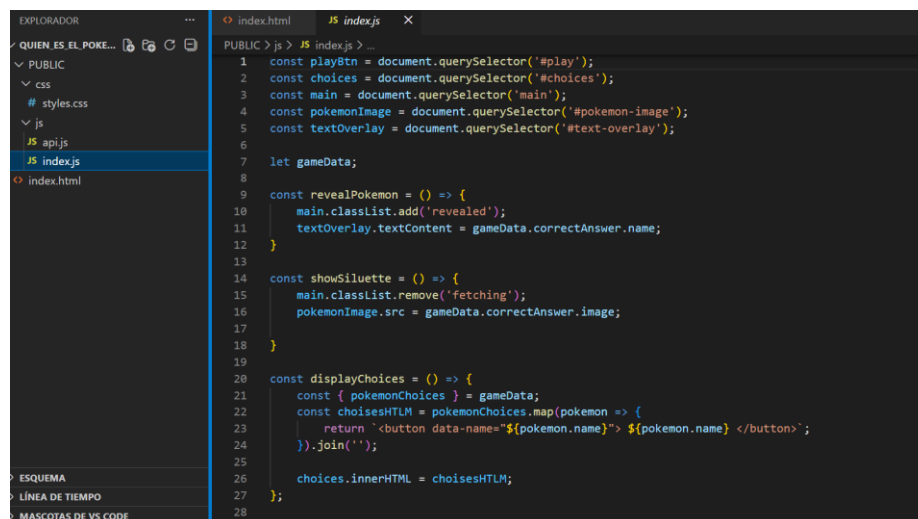 EXPLORADOR ···
QUIEN_ES_EL_POKE...
PUBLIC
css
# styles.css
js
JS api.js
JS index.js
<> index.html
ESQUEMA
LÍNEA DE TIEMPO
MASCOTAS DE VS CODE
<> index.html JS index.js ×
PUBLIC > js > JS index.js > ...
1 const playBtn = document.querySelector('#play');
2 const choices = document.querySelector('#choices');
3 const main = document.querySelector('main');
4 const pokemonImage = document.querySelector('#pokemon-image');
5 const textOverlay = document.querySelector('#text-overlay');
6
7 let gameData;
8
9 const revealPokemon = () => {
10 main.classList.add('revealed');
11 textOverlay.textContent = gameData.correctAnswer.name;
12 }
13
14 const showSiluette = () => {
15 main.classList.remove('fetching');
16 pokemonImage.src = gameData.correctAnswer.image;
17
18 }
19
20 const displayChoices = () => {
21 const { pokemonChoices } = gameData;
22 const choisesHTLM = pokemonChoices.map(pokemon => {
23 return `<button data-name="${pokemon.name}"> ${pokemon.name} </button>`;
24 }).join('');
25
26 choices.innerHTML = choisesHTLM;
27 };
28